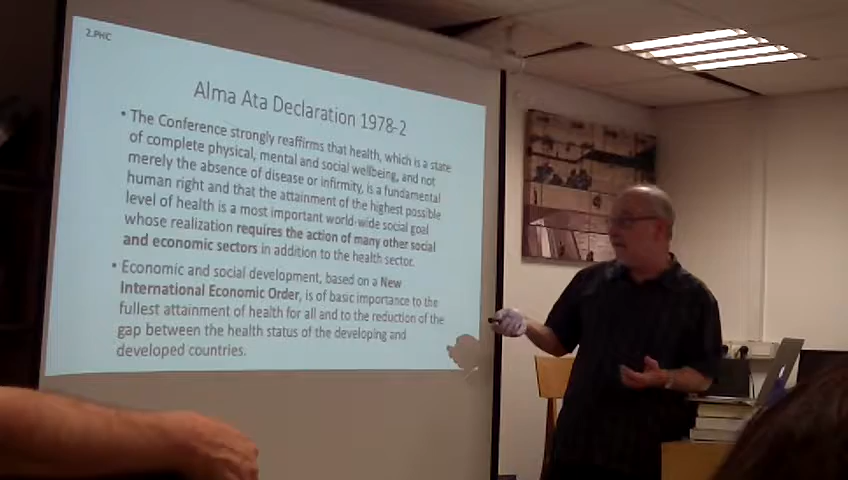 2.PHC
Alma Ata Declaration 1978-2
• The Conference strongly reaffirms that health, which is a state
of complete physical, mental and social wellbeing, and not
merely the absence of disease or infirmity, is a fundamental
human right and that the attainment of the highest possible
level of health is a most important world-wide social goal
whose realization requires the action of many other social
and economic sectors in addition to the health sector.
• Economic and social development, based on a New
International Economic Order, is of basic importance to the
fullest attainment of health for all and to the reduction of the
gap between the health status of the developing and
developed countries.